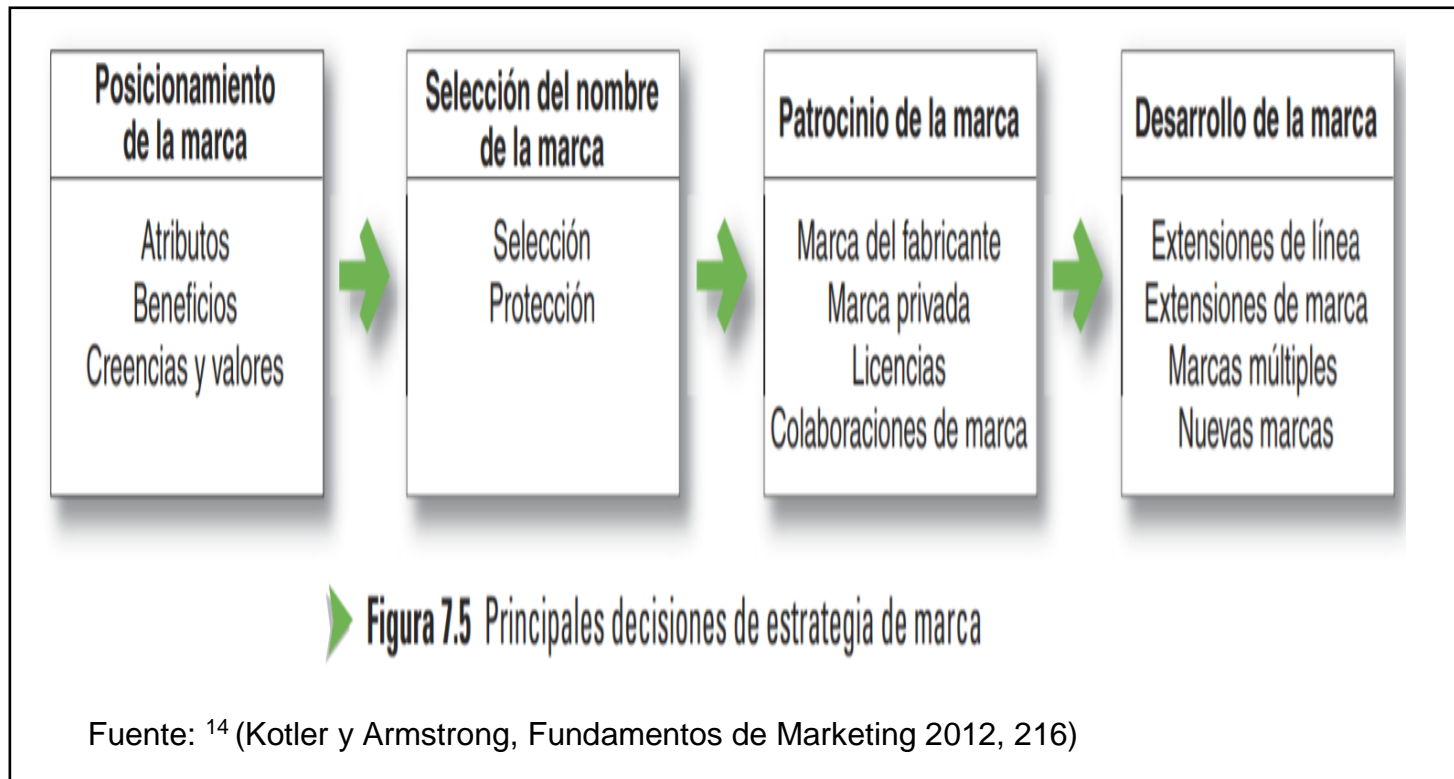 Posicionamiento
de la marca
Atributos
Beneficios
Creencias y valores
Selección del nombre
de la marca
Selección
Protección
Patrocinio de la marca
Marca del fabricante
Marca privada
Licencias
Colaboraciones de marca
Desarrollo de la marca
Extensiones de línea
Extensiones de marca
Marcas múltiples
Nuevas marcas
Figura 7.5 Principales decisiones de estrategia de marca
Fuente: 14 (Kotler y Armstrong, Fundamentos de Marketing 2012, 216)